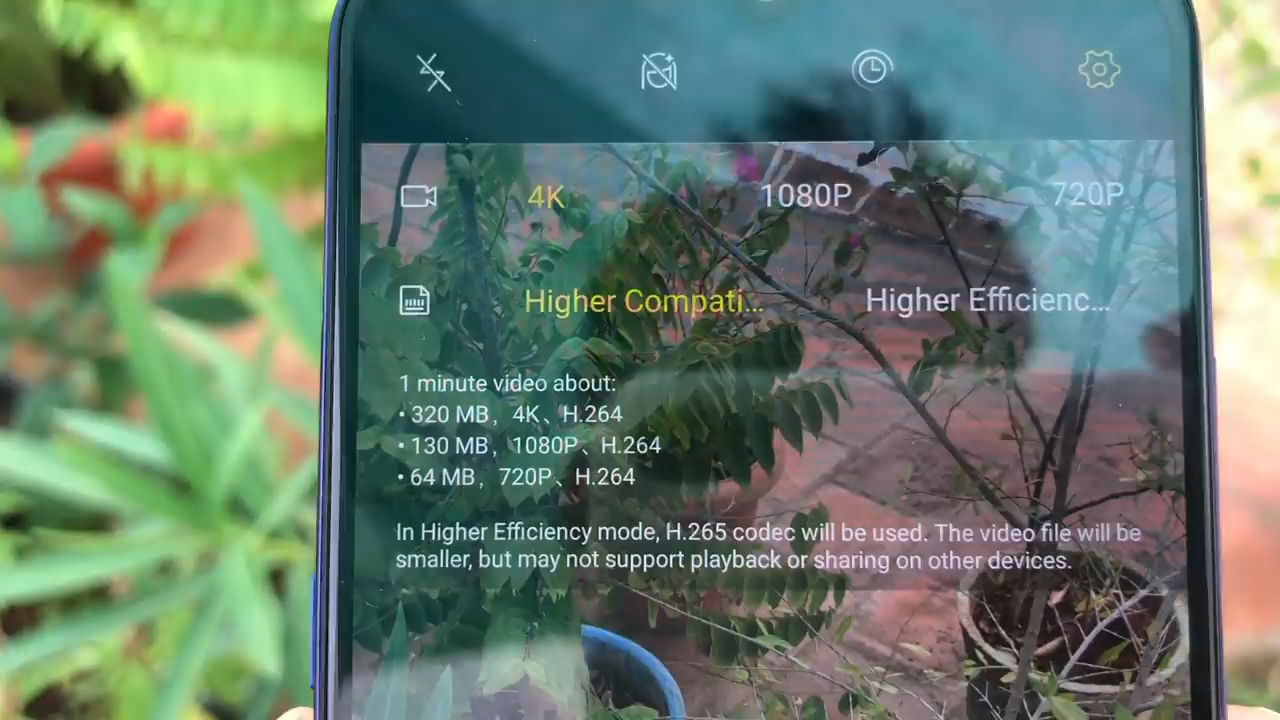 4K 1080P 720P
Higher Compati... Higher Efficienc...
1 minute video about:
• 320 MB, 4K、H.264
• 130 MB, 1080P、H.264
• 64 MB, 720P、H.264
In Higher Efficiency mode, H.265 codec will be used. The video file will be
smaller, but may not support playback or sharing on other devices.